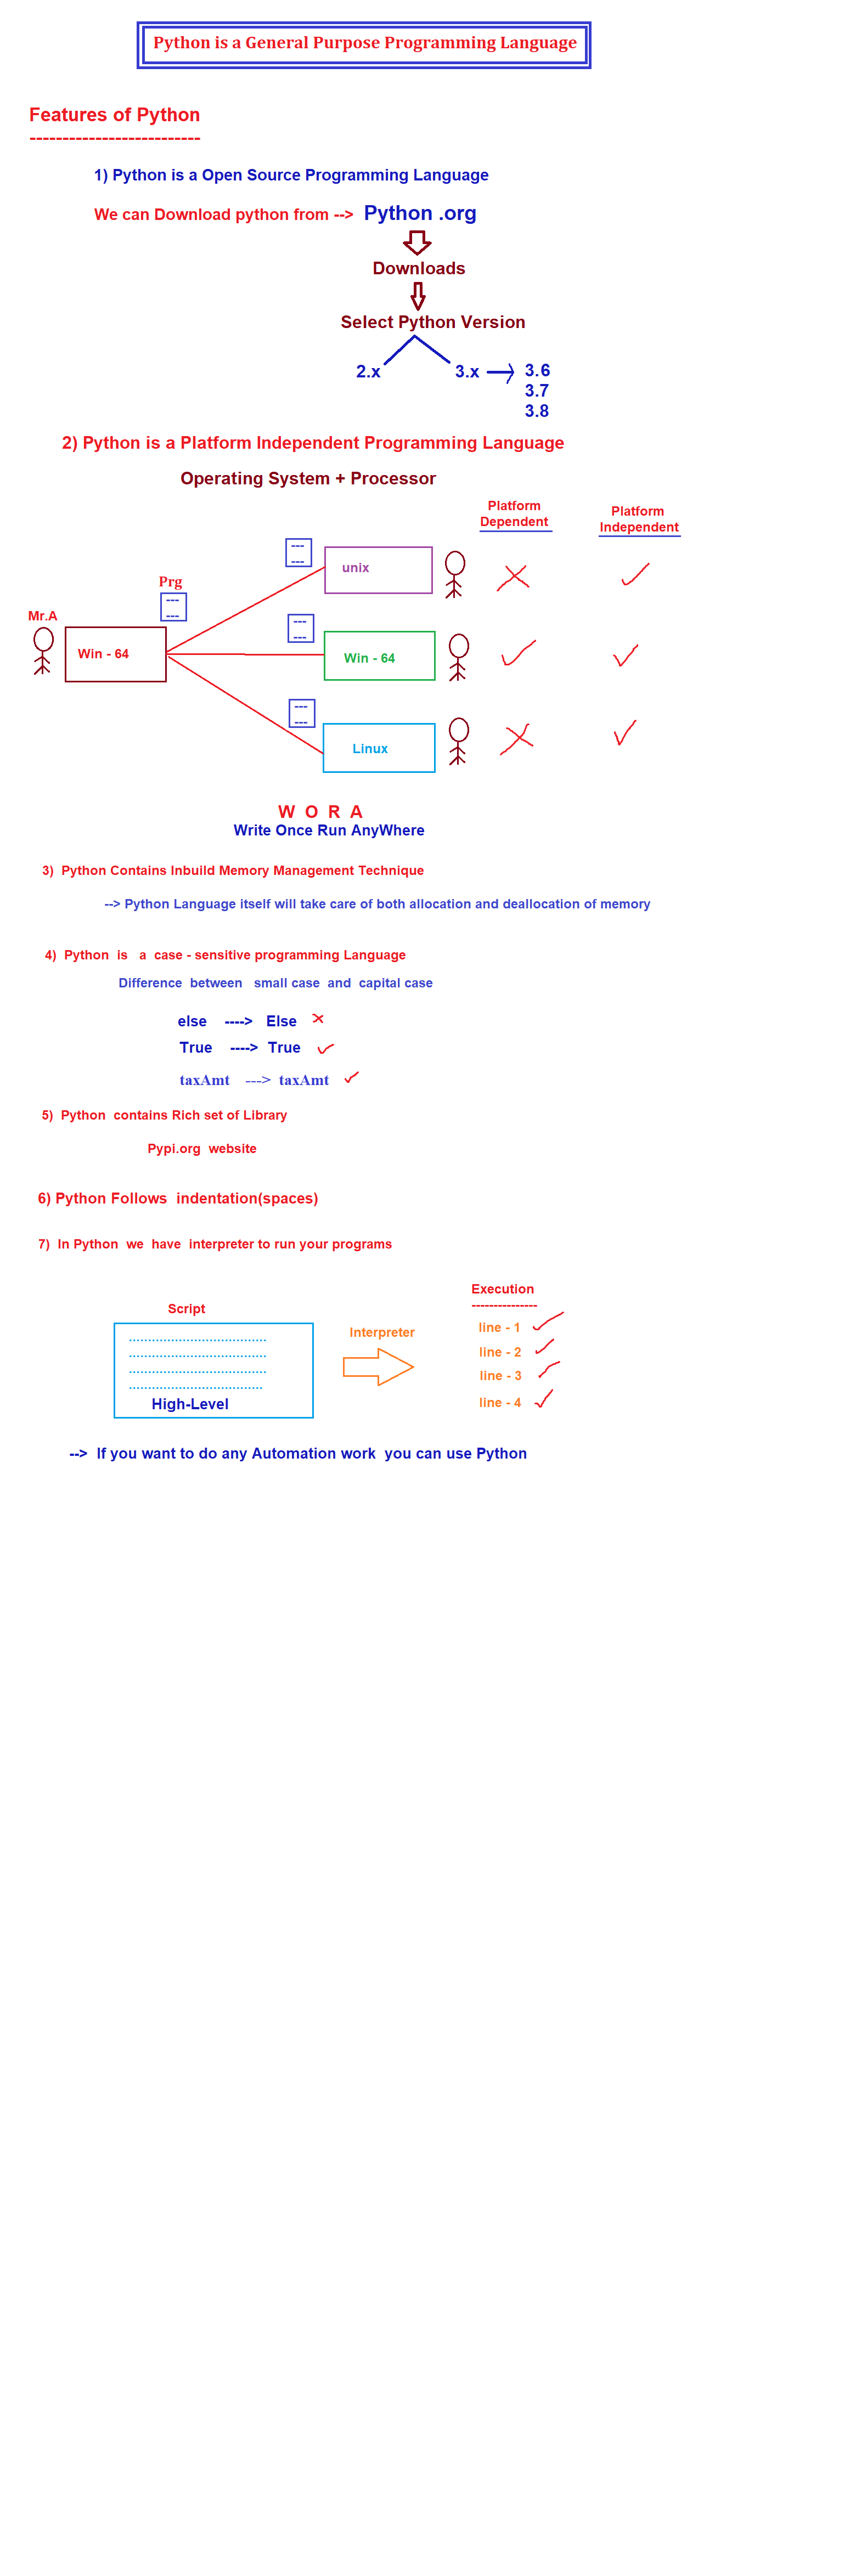 Python is a General Purpose Programming Language
Features of Python
--------------------------
1) Python is a Open Source Programming Language
We can Download python from --> Python .org
Downloads
Select Python Version
2.x 3.x 3.6
3.7
3.8
2) Python is a Platform Independent Programming Language
Operating System + Processor
Platform
Dependent
Platform
Independent
unix
Prg
---
---
---
---
Mr.A
Win - 64
---
---
Win - 64
---
---
Linux
W O R A
Write Once Run AnyWhere
3) Python Contains Inbuild Memory Management Technique
--> Python Language itself will take care of both allocation and deallocation of memory
4) Python is a case - sensitive programming Language
Difference between small case and capital case
else ----> Else
True ----> True
taxAmt ---> taxAmt
5) Python contains Rich set of Library
Pypi.org website
6) Python Follows indentation(spaces)
7) In Python we have interpreter to run your programs
Script
High-Level
Interpreter
Execution
---------------
line - 1
line - 2
line - 3
line - 4
--> If you want to do any Automation work you can use Python